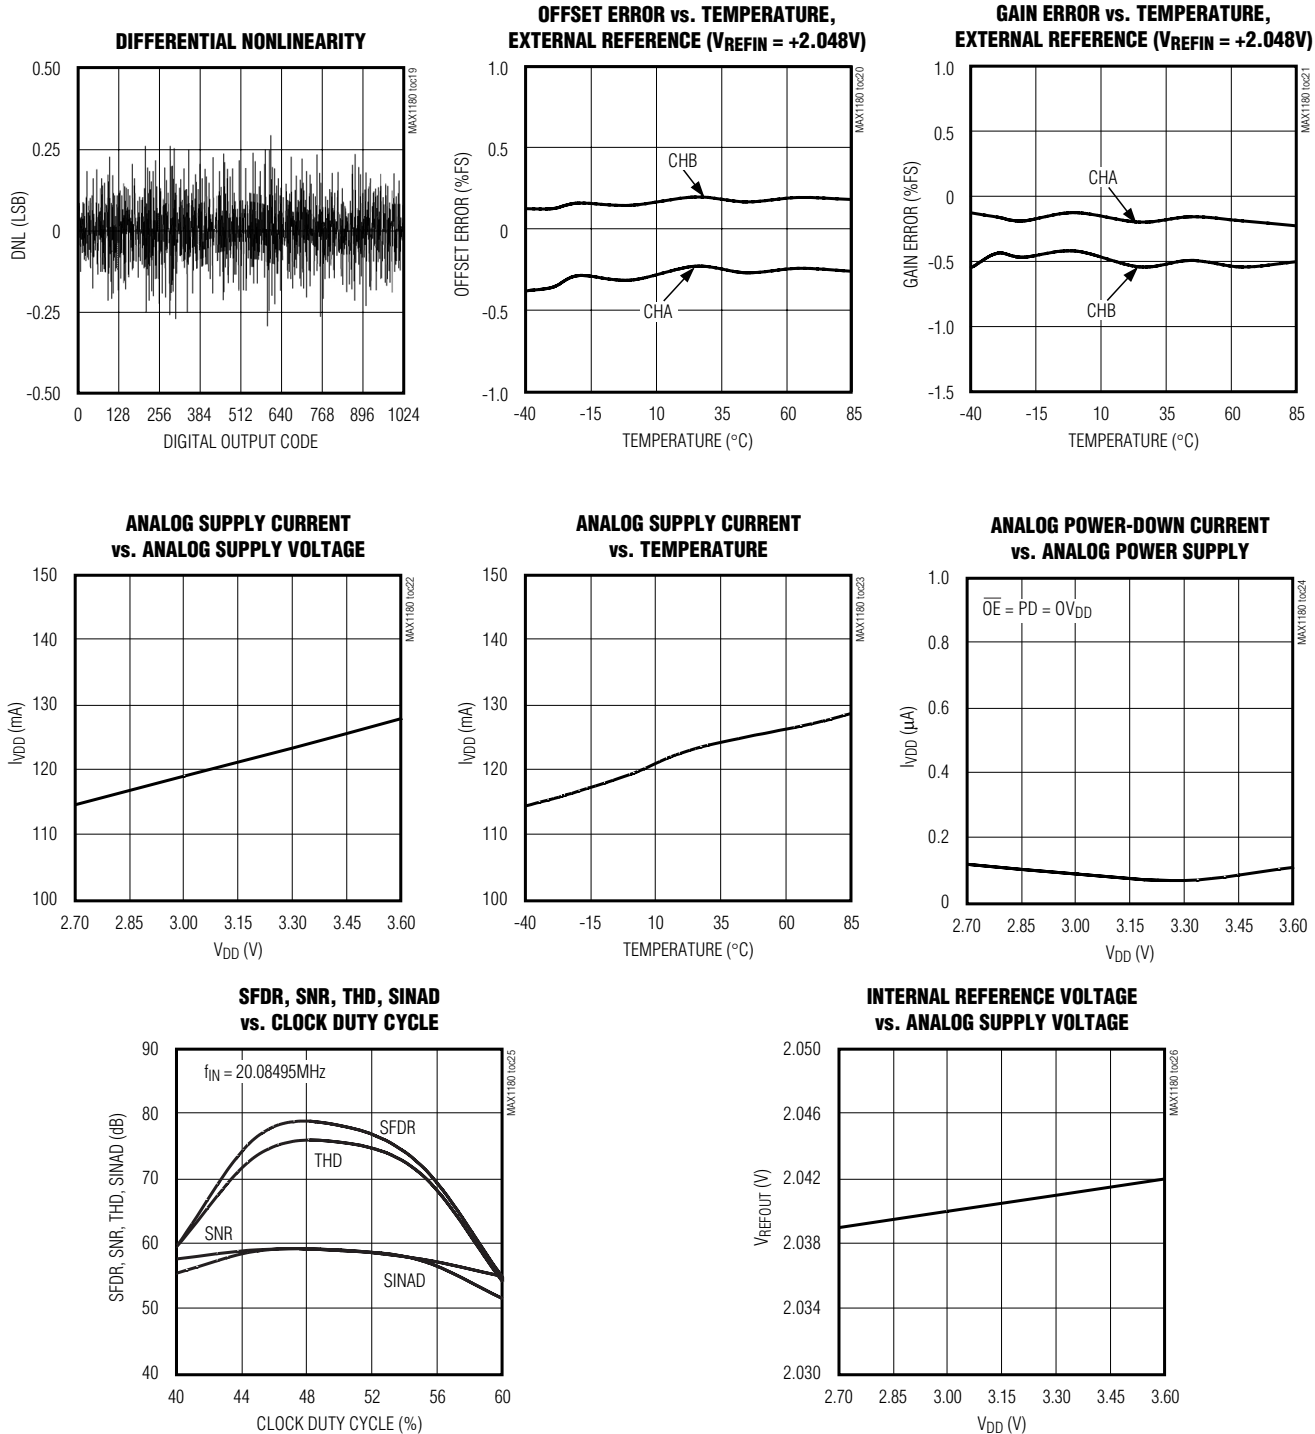 DIFFERENTIAL NONLINEARITY
0.50
0.25
0
-0.25
-0.50
DNL (LSB)
0 128 256 384 512 640 768 896 1024
DIGITAL OUTPUT CODE
MAX1180 toc19
OFFSET ERROR vs. TEMPERATURE,
EXTERNAL REFERENCE (VREFIN = +2.048V)
1.0
0.5
0
-0.5
-1.0
OFFSET ERROR (%FS)
CHB
CHA
-40 -15 10 35 60 85
TEMPERATURE (°C)
MAX1180 toc20
GAIN ERROR vs. TEMPERATURE,
EXTERNAL REFERENCE (VREFIN = +2.048V)
1.0
0.5
0
-0.5
-1.0
-1.5
GAIN ERROR (%FS)
CHA
CHB
-40 -15 10 35 60 85
TEMPERATURE (°C)
MAX1180 toc21
ANALOG SUPPLY CURRENT
vs. ANALOG SUPPLY VOLTAGE
150
140
130
120
110
100
IVDD (mA)
2.70 2.85 3.00 3.15 3.30 3.45 3.60
VDD (V)
MAX1180 toc22
ANALOG SUPPLY CURRENT
vs. TEMPERATURE
150
140
130
120
110
100
IVDD (mA)
-40 -15 10 35 60 85
TEMPERATURE (°C)
MAX1180 toc23
ANALOG POWER-DOWN CURRENT
vs. ANALOG POWER SUPPLY
1.0
0.8
0.6
0.4
0.2
0
IVDD (µA)
OE = PD = OVDD
2.70 2.85 3.00 3.15 3.30 3.45 3.60
VDD (V)
MAX1180 toc24
SFDR, SNR, THD, SINAD
vs. CLOCK DUTY CYCLE
90
80
70
60
50
40
SFDR, SNR, THD, SINAD (dB)
fIN = 20.08495MHz
SFDR
THD
SNR
SINAD
40 44 48 52 56 60
CLOCK DUTY CYCLE (%)
MAX1180 toc25
INTERNAL REFERENCE VOLTAGE
vs. ANALOG SUPPLY VOLTAGE
2.050
2.046
2.042
2.038
2.034
2.030
VREFOUT (V)
2.70 2.85 3.00 3.15 3.30 3.45 3.60
VDD (V)
MAX1180 toc26